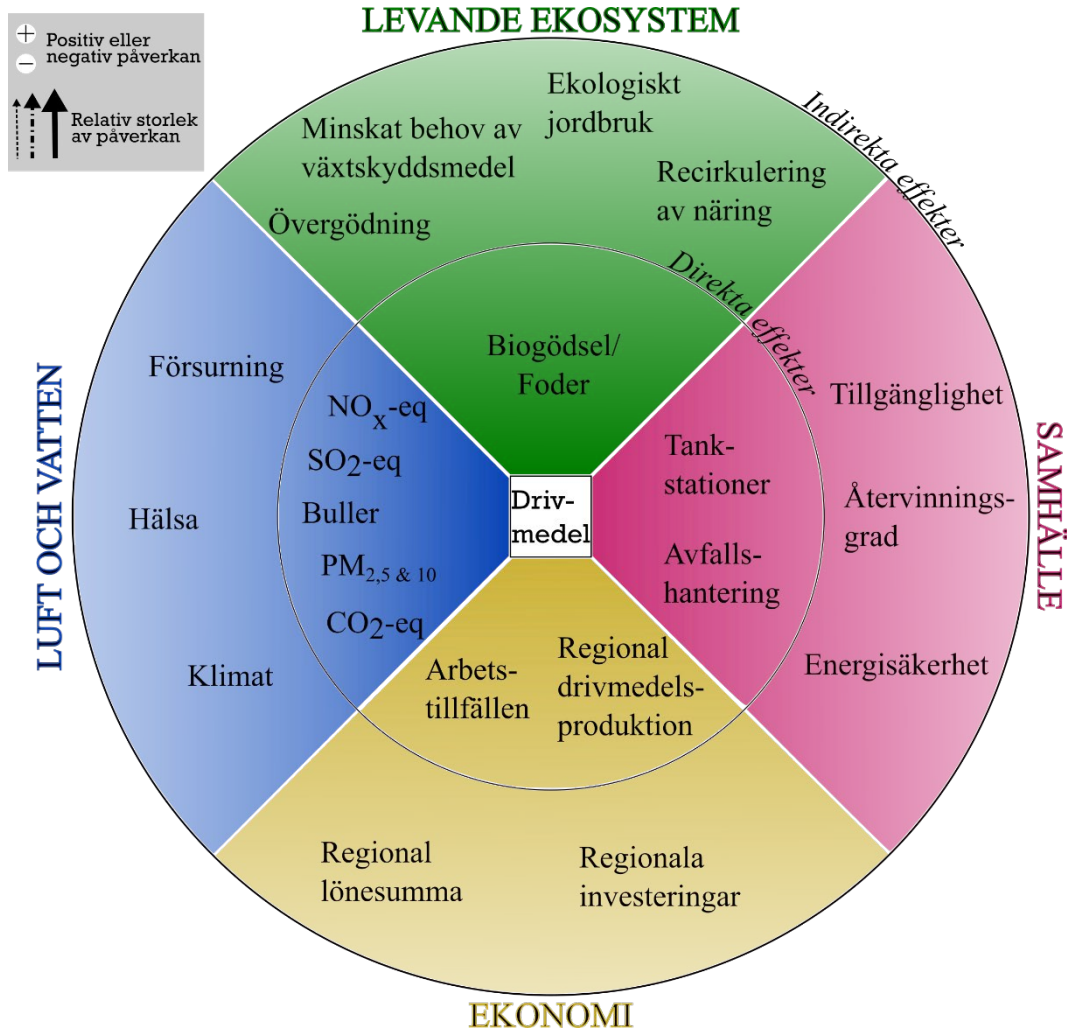 LEVANDE EKOSYSTEM
+ Positiv eller
− negativ påverkan
Relativ storlek
av påverkan
Indirekta effekter
Ekologiskt
jordbruk
Minskat behov av
växtskyddsmedel
Recirkulering
av näring
Övergödning
Direkta effekter
Biogödsel/
Foder
LUFT OCH VATTEN
Försurning
Hälsa
Klimat
NOx-eq
SO2-eq
Buller
PM2,5 & 10
CO2-eq
Driv-
medel
Tank-
stationer
Avfalls-
hantering
Tillgänglighet
Återvinnings-
grad
Energisäkerhet
SAMHÄLLE
Arbets-
tillfällen
Regional
drivmedels-
produktion
Regional
lönesumma
Regionala
investeringar
EKONOMI